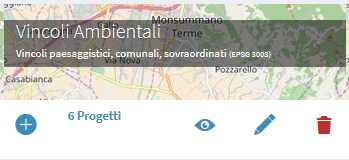 Monsummano
Vincoli Ambientali
Terme
Vincoli paesaggistici, comunali, sovraordinati (EPSG 3003)
Via Nova
Pozzarello
Casabianca
6 Progetti